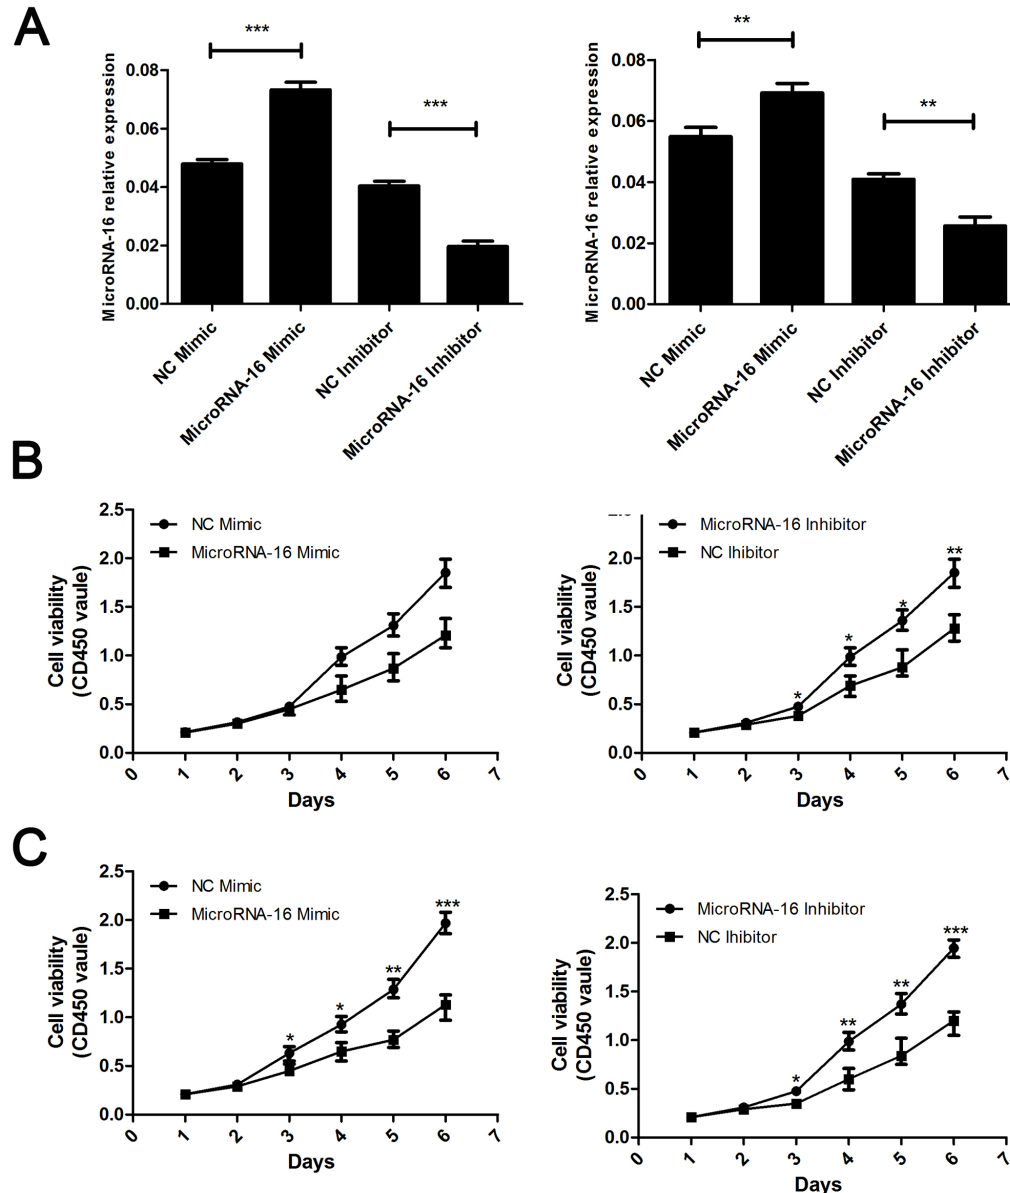 A
MicroRNA-16 relative expression
0.08
0.06
0.04
0.02
0.00
***
***
NC Mimic
MicroRNA-16 Mimic
NC Inhibitor
MicroRNA-16 Inhibitor
MicroRNA-16 relative expression
0.08
0.06
0.04
0.02
0.00
**
**
NC Mimic
MicroRNA-16 Mimic
NC Inhibitor
MicroRNA-16 Inhibitor
B
Cell viability
(CD450 vaule)
2.5
2.0
1.5
1.0
0.5
0.0
NC Mimic
MicroRNA-16 Mimic
0 1 2 3 4 5 6 7
Days
Cell viability
(CD450 vaule)
2.0
1.5
1.0
0.5
0.0
MicroRNA-16 Inhibitor
NC Ihibitor
* * * **
0 1 2 3 4 5 6 7
Days
C
Cell viability
(CD450 vaule)
2.5
2.0
1.5
1.0
0.5
0.0
NC Mimic
MicroRNA-16 Mimic
* * ** ***
0 1 2 3 4 5 6 7
Days
Cell viability
(CD450 vaule)
2.5
2.0
1.5
1.0
0.5
0.0
MicroRNA-16 Inhibitor
NC Ihibitor
* ** ** ***
0 1 2 3 4 5 6 7
Days